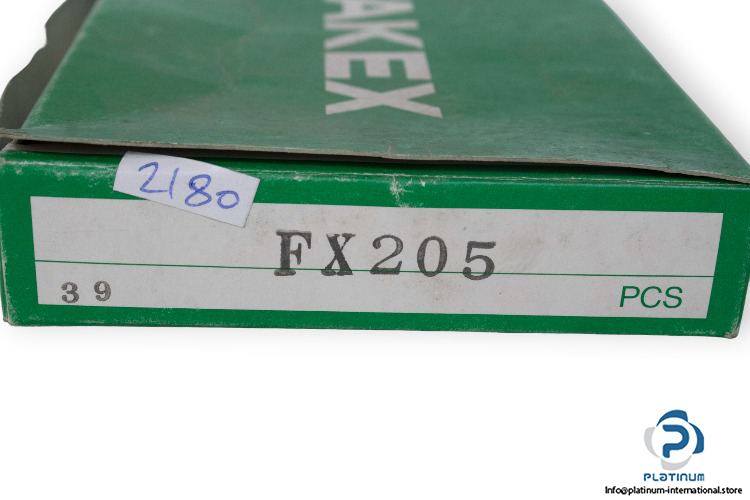 AKEX
2180
FX205
39
PCS
PLATINUM
Info@platinum-international.store